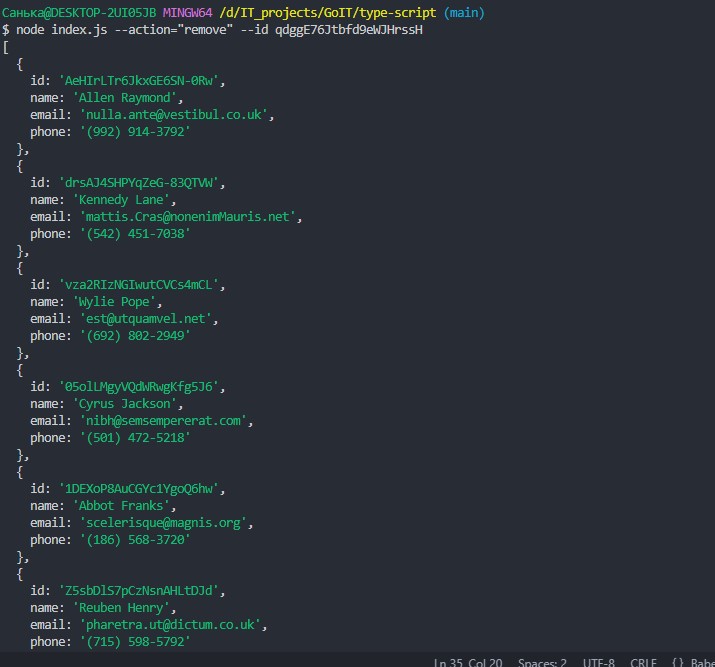 Санька@DESKTOP-2UI05JB MINGW64 /d/IT_projects/GoIT/type-script (main)
$ node index.js --action="remove" --id qdggE76Jtbfd9eWJHrssH
[
  {
    id: 'AeHIrLTr6JkxGE6SN-0Rw',
    name: 'Allen Raymond',
    email: 'nulla.ante@vestibul.co.uk',
    phone: '(992) 914-3792'
  },
  {
    id: 'drsAJ4SHPYqZeG-83QTVW',
    name: 'Kennedy Lane',
    email: 'mattis.Cras@nonenimMauris.net',
    phone: '(542) 451-7038'
  },
  {
    id: 'vza2RIzNGIwutCVCs4mCL',
    name: 'Wylie Pope',
    email: 'est@utquamvel.net',
    phone: '(692) 802-2949'
  },
  {
    id: '05olLMgyVQdWRwgKfg5J6',
    name: 'Cyrus Jackson',
    email: 'nibh@semsempererat.com',
    phone: '(501) 472-5218'
  },
  {
    id: '1DEXoP8AuCGYc1YgoQ6hw',
    name: 'Abbot Franks',
    email: 'scelerisque@magnis.org',
    phone: '(186) 568-3720'
  },
  {
    id: 'Z5sbDlS7pCzNsnAHLtDJd',
    name: 'Reuben Henry',
    email: 'pharetra.ut@dictum.co.uk',
    phone: '(715) 598-5792'
Ln 35, Col 20 Spaces: 2 UTF-8 CRLF {} Babe